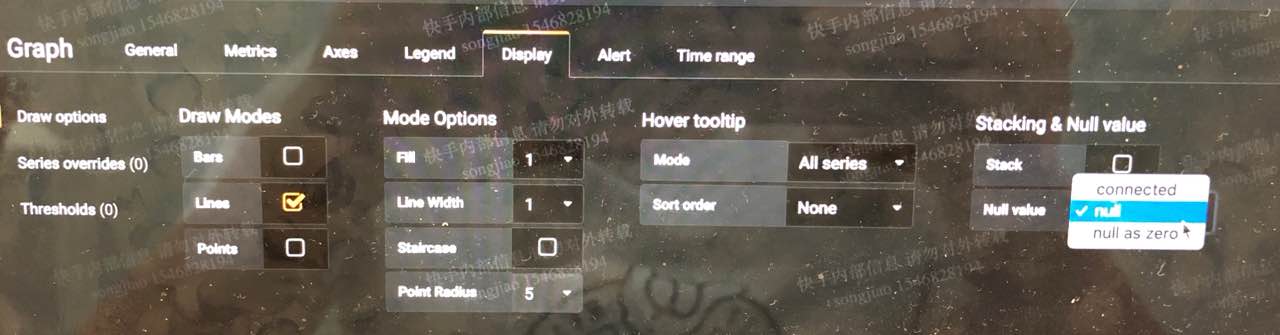 Graph General Metrics Axes Legend Display Alert Time range
Draw options
Series overrides (0)
Thresholds (0)
Draw Modes
Bars
Lines
Points
Mode Options
Fill 1
Line Width 1
Staircase
Point Radius 5
Hover tooltip
Mode All series
Sort order None
Stacking & Null value
Stack
Null value
connected
null
null as zero
快手内部信息 请勿对外转载
songjiao 1546828194